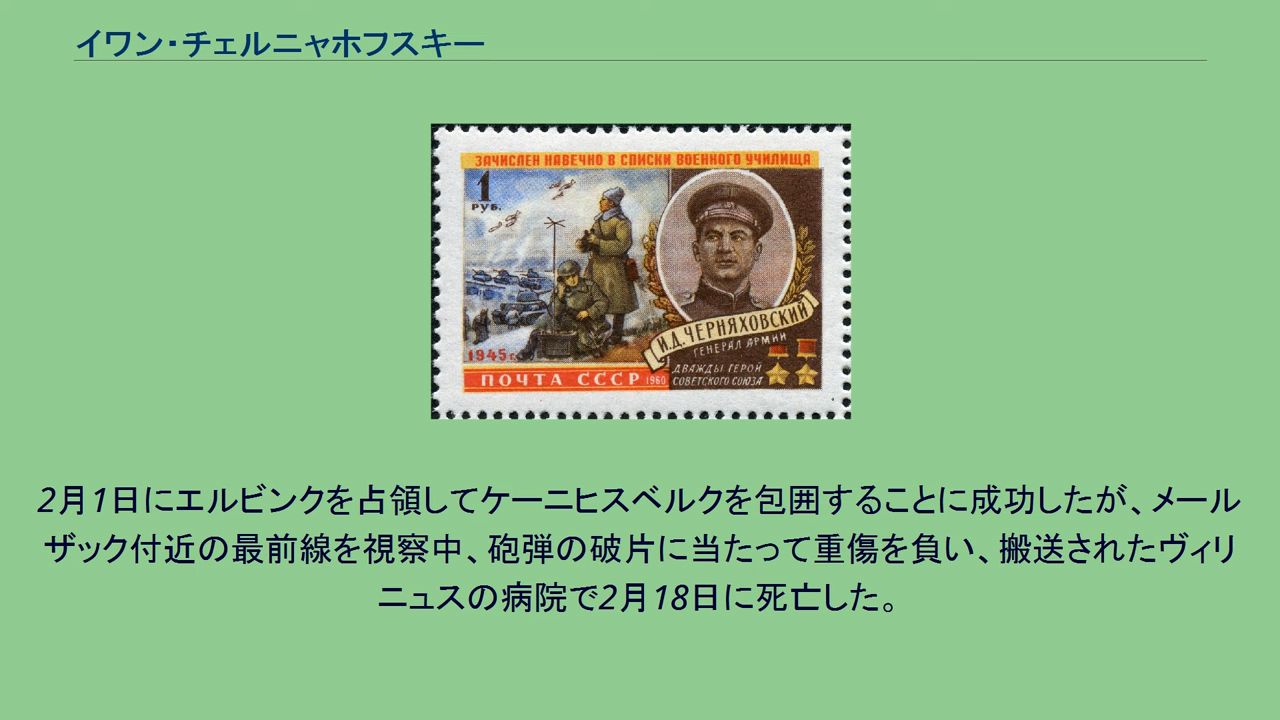 イワン・チェルニャホフスキー
ЗАЧИСЛЕН НАВЕЧНО В СПИСКИ ВОЕННОГО УЧИЛИЩА
1
РУБ.
И.Д.ЧЕРНЯХОВСКИЙ
ГЕНЕРАЛ АРМИИ
1945 г.
ДВАЖДЫ ГЕРОЙ
СОВЕТСКОГО СОЮЗА
ПОЧТА СССР 1960
2月1日にエルビンクを占領してケーニヒスベルクを包囲することに成功したが、メール
ザック付近の最前線を視察中、砲弾の破片に当たって重傷を負い、搬送されたヴィリ
ニュスの病院で2月18日に死亡した。